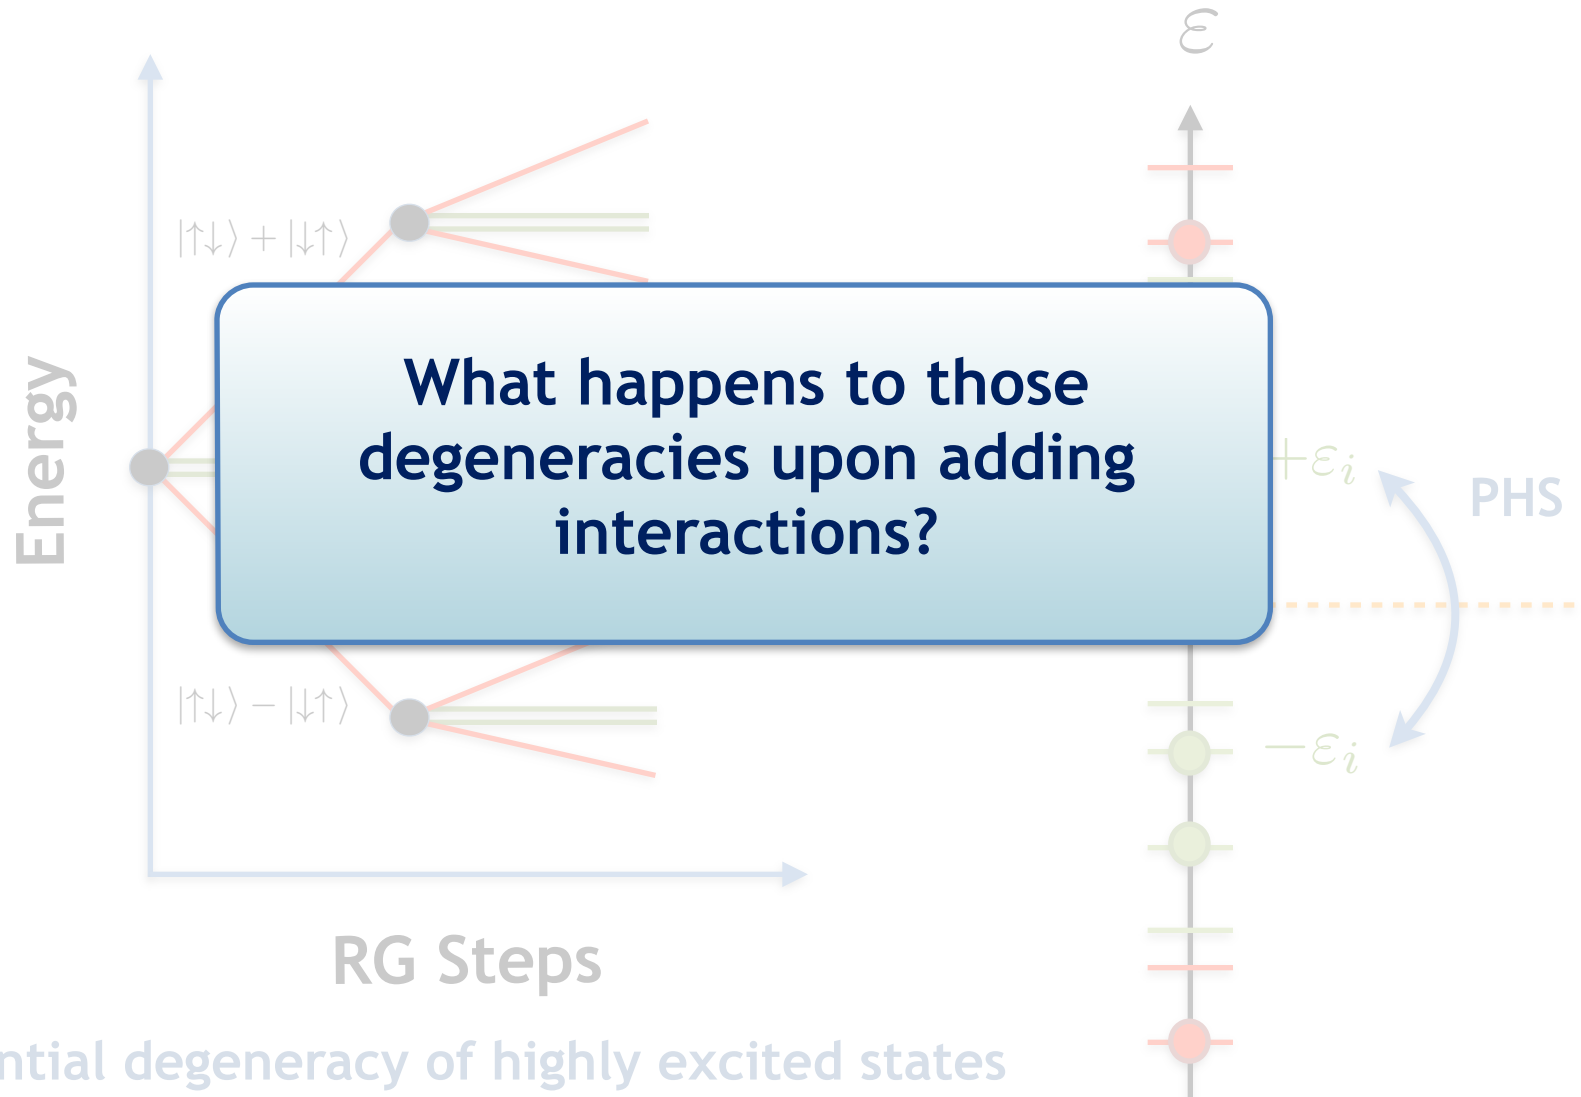 ε
|↑↓⟩ + |↓↑⟩
Energy
What happens to those
degeneracies upon adding
interactions?
+εᵢ
PHS
|↑↓⟩ − |↓↑⟩
−εᵢ
RG Steps
degeneracy of highly excited states